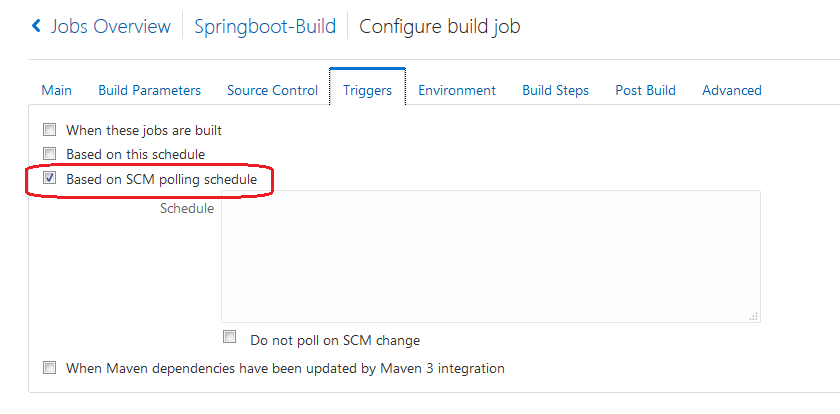 Jobs Overview Springboot-Build Configure build job
Main Build Parameters Source Control Triggers Environment Build Steps Post Build Advanced
When these jobs are built
Based on this schedule
Based on SCM polling schedule
Schedule
Do not poll on SCM change
When Maven dependencies have been updated by Maven 3 integration